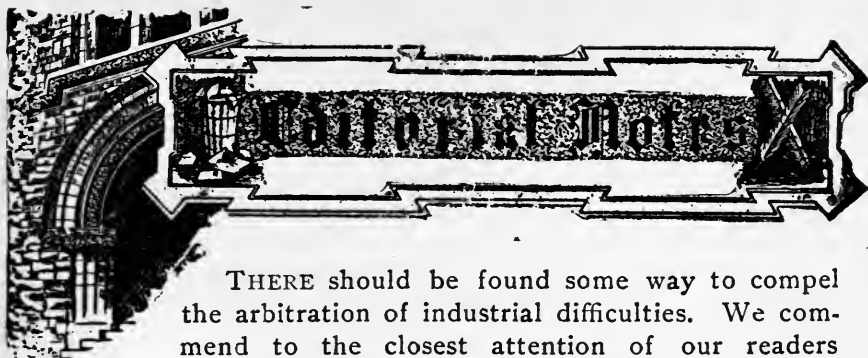 Editorial Notes
THERE should be found some way to compel
the arbitration of industrial difficulties. We com-
mend to the closest attention of our readers